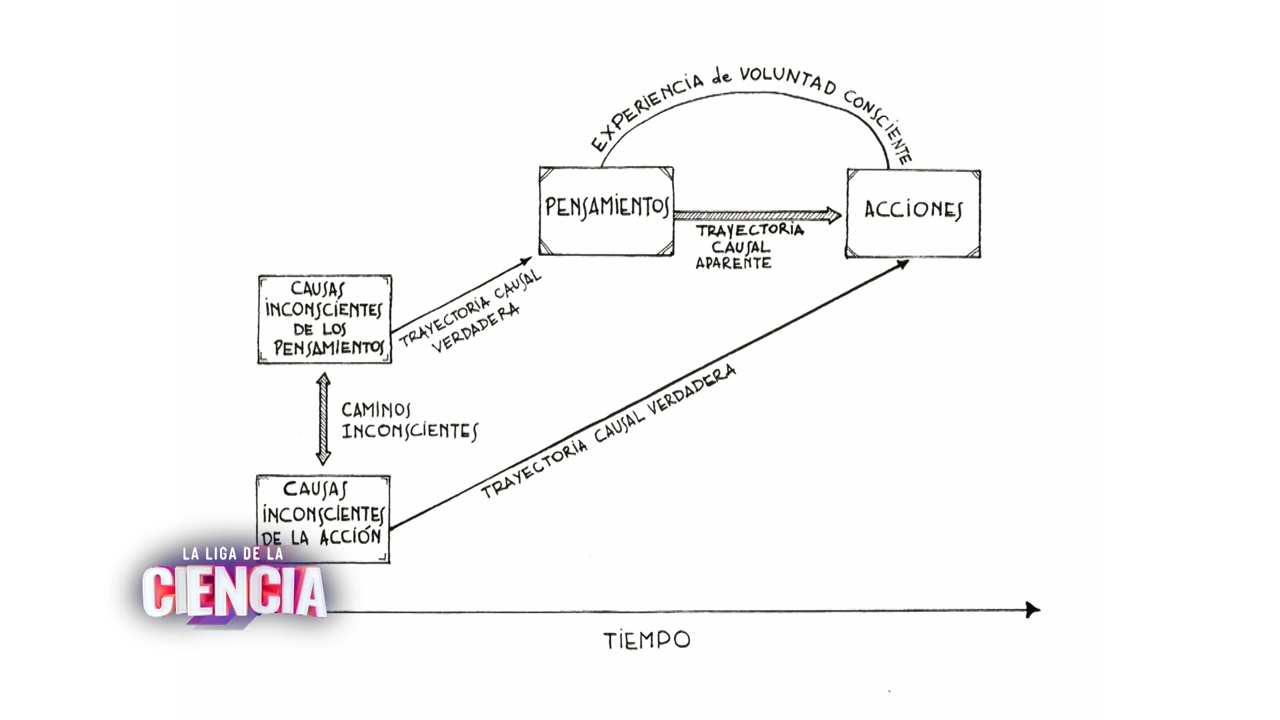 EXPERIENCIA de VOLUNTAD CONSCIENTE
PENSAMIENTOS
ACCIONES
TRAYECTORIA
CAUSAL
APARENTE
CAUSAS
INCONSCIENTES
DE LOS
PENSAMIENTOS
TRAYECTORIA CAUSAL
VERDADERA
CAMINOS
INCONSCIENTES
CAUSAS
INCONSCIENTES
DE LA ACCIÓN
TRAYECTORIA CAUSAL VERDADERA
LA LIGA DE LA
CIENCIA
TIEMPO